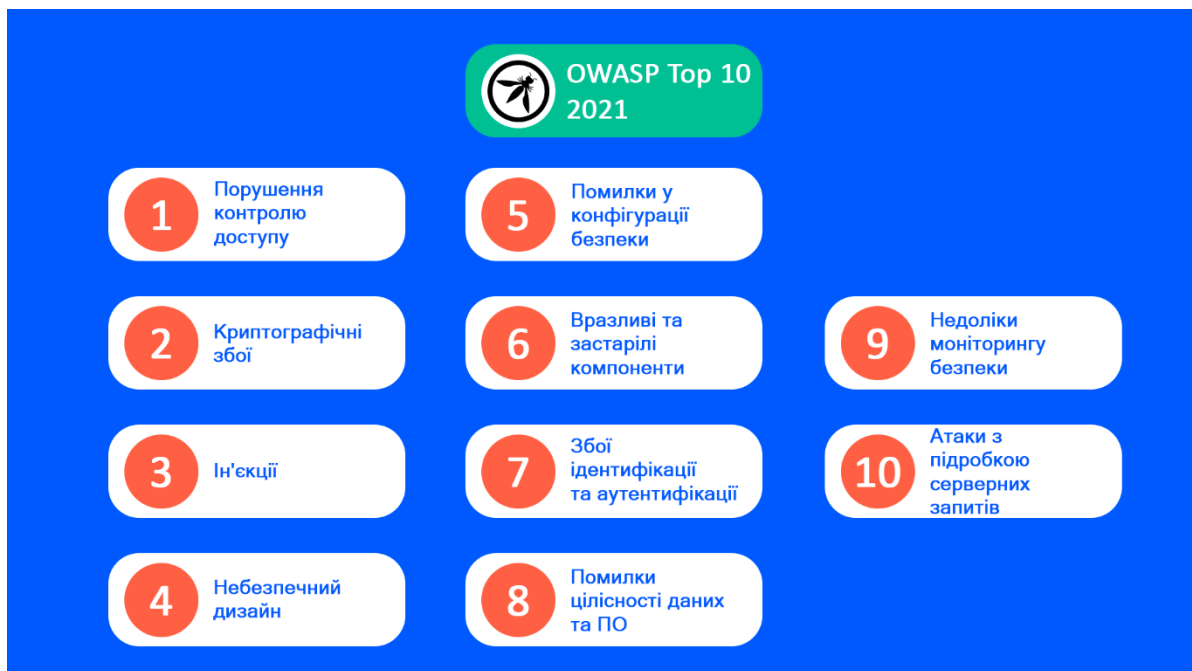 OWASP Top 10
2021
1
Порушення
контролю
доступу
2
Криптографічні
збої
3
Ін'єкції
4
Небезпечний
дизайн
5
Помилки у
конфігурації
безпеки
6
Вразливі та
застарілі
компоненти
7
Збої
ідентифікації
та аутентифікації
8
Помилки
цілісності даних
та ПО
9
Недоліки
моніторингу
безпеки
10
Атаки з
підробкою
серверних
запитів